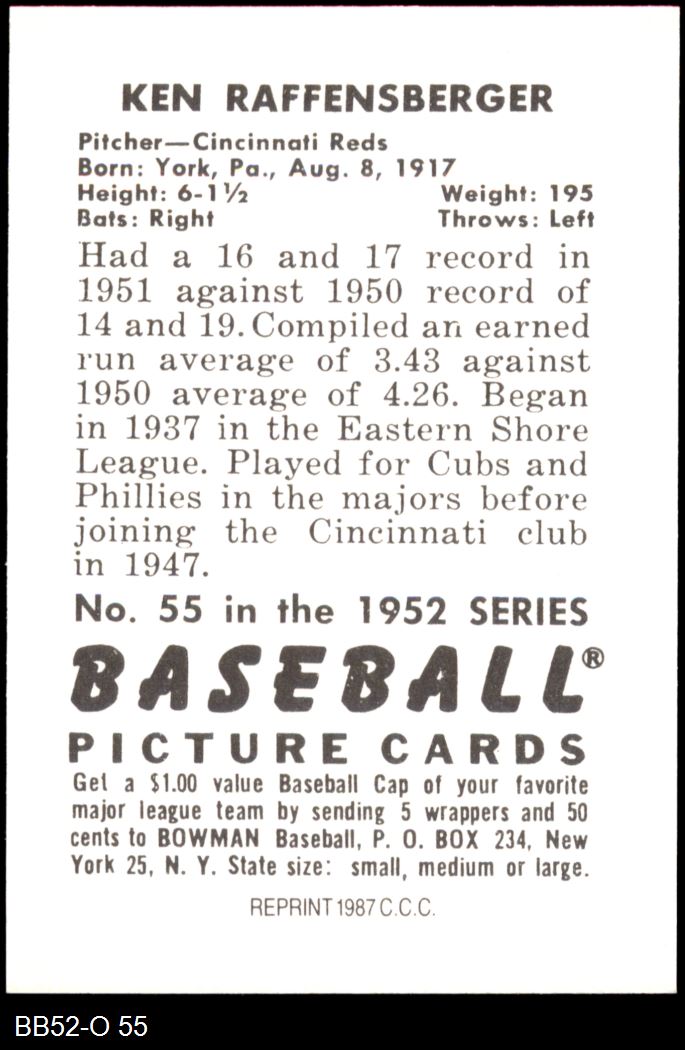 KEN RAFFENSBERGER
Pitcher—Cincinnati Reds
Born: York, Pa., Aug. 8, 1917
Height: 6-1½ Weight: 195
Bats: Right Throws: Left
Had a 16 and 17 record in
1951 against 1950 record of
14 and 19. Compiled an earned
run average of 3.43 against
1950 average of 4.26. Began
in 1937 in the Eastern Shore
League. Played for Cubs and
Phillies in the majors before
joining the Cincinnati club
in 1947.
No. 55 in the 1952 SERIES
BASEBALL®
PICTURE CARDS
Get a $1.00 value Baseball Cap of your favorite
major league team by sending 5 wrappers and 50
cents to BOWMAN Baseball, P. O. BOX 234, New
York 25, N. Y. State size: small, medium or large.
REPRINT 1987 C.C.C.
BB52-O 55